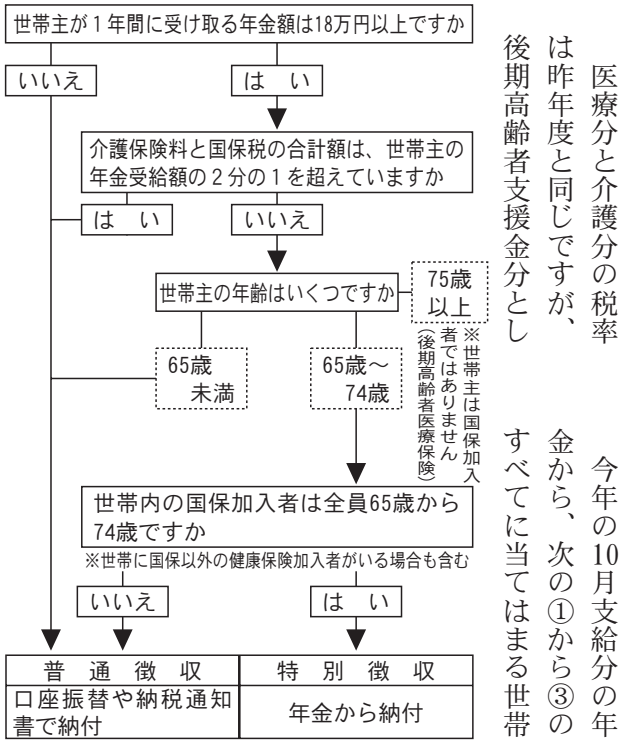 世帯主が１年間に受け取る年金額は18万円以上ですか
いいえ
は　い
介護保険料と国保税の合計額は、世帯主の
年金受給額の２分の１を超えていますか
は　い
いいえ
世帯主の年齢はいくつですか
75歳
以上
※世帯主は国保加入
者ではありません
（後期高齢者医療保険）
65歳
未満
65歳～
74歳
世帯内の国保加入者は全員65歳から
74歳ですか
※世帯に国保以外の健康保険加入者がいる場合も含む
いいえ
は　い
普　通　徴　収
特　別　徴　収
口座振替や納税通知
書で納付
年金から納付
医療分と介護分の税率
は昨年度と同じですが、
後期高齢者支援金分とし
今年の10月支給分の年
金から、次の①から③の
すべてに当てはまる世帯